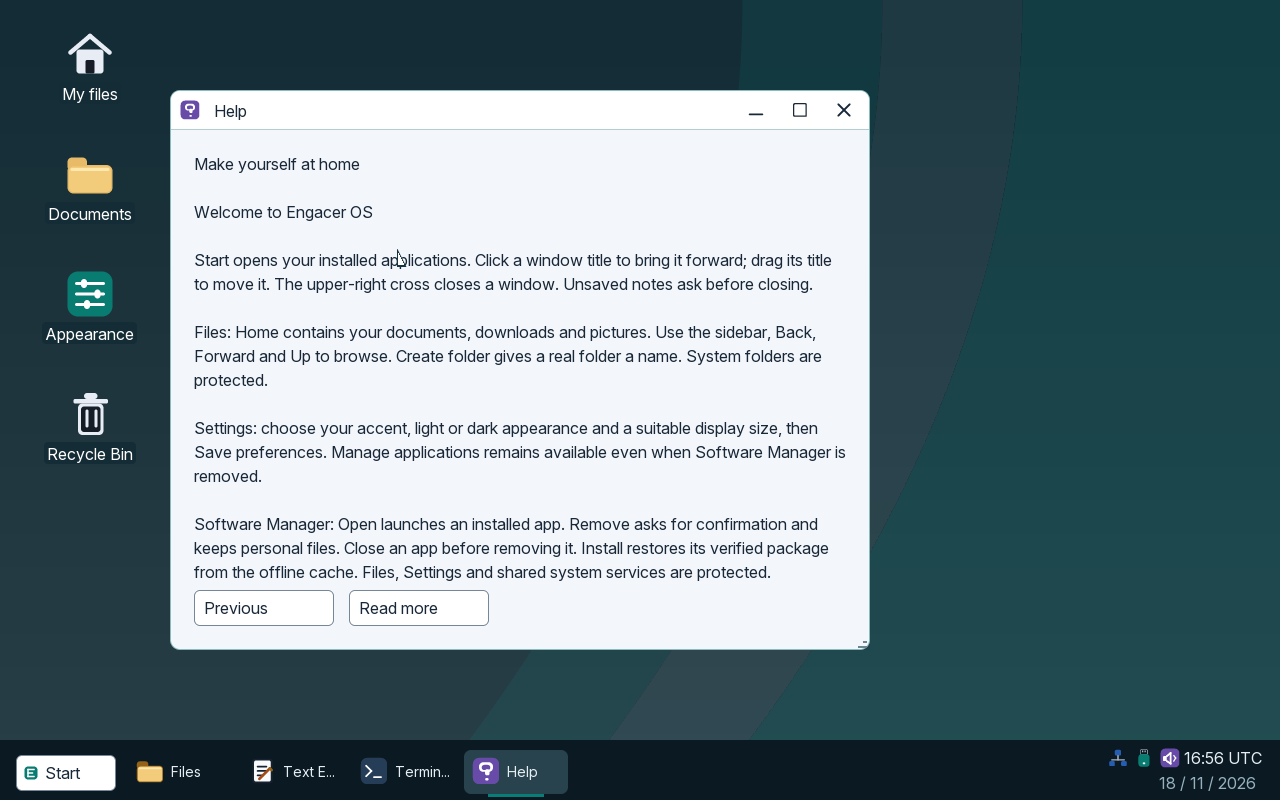 My files
Documents
Appearance
Recycle Bin
Help
Make yourself at home
Welcome to Engacer OS
Start opens your installed applications. Click a window title to bring it forward; drag its title
to move it. The upper-right cross closes a window. Unsaved notes ask before closing.
Files: Home contains your documents, downloads and pictures. Use the sidebar, Back,
Forward and Up to browse. Create folder gives a real folder a name. System folders are
protected.
Settings: choose your accent, light or dark appearance and a suitable display size, then
Save preferences. Manage applications remains available even when Software Manager is
removed.
Software Manager: Open launches an installed app. Remove asks for confirmation and
keeps personal files. Close an app before removing it. Install restores its verified package
from the offline cache. Files, Settings and shared system services are protected.
Previous
Read more
Start
Files
Text E...
Termin...
Help
16:56 UTC
18 / 11 / 2026